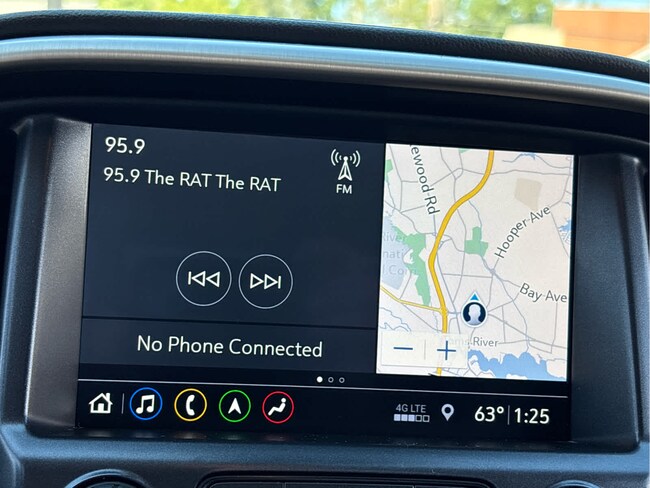 95.9
95.9 The RAT The RAT
FM
ewood Rd
Hooper Ave
Bay Ave
River
No Phone Connected
4G LTE
63° 1:25